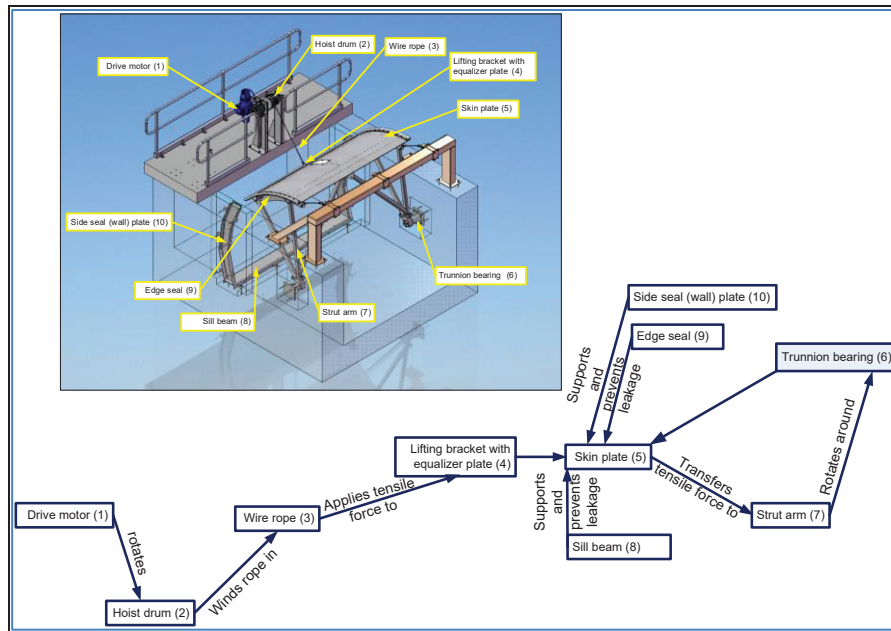 Hoist drum (2)
Wire rope (3)
Drive motor (1)
Lifting bracket with
equalizer plate (4)
Skin plate (5)
Side seal (wall) plate (10)
Trunnion bearing (6)
Edge seal (9)
Strut arm (7)
Sill beam (8)
Side seal (wall) plate (10)
Edge seal (9)
Trunnion bearing (6)
Supports
and
prevents
leakage
Rotates around
Lifting bracket with
equalizer plate (4)
Skin plate (5)
Applies tensile
force to
Transfers
tensile force to
Supports
and
prevents
leakage
Drive motor (1)
Wire rope (3)
Strut arm (7)
rotates
Winds rope in
Sill beam (8)
Hoist drum (2)